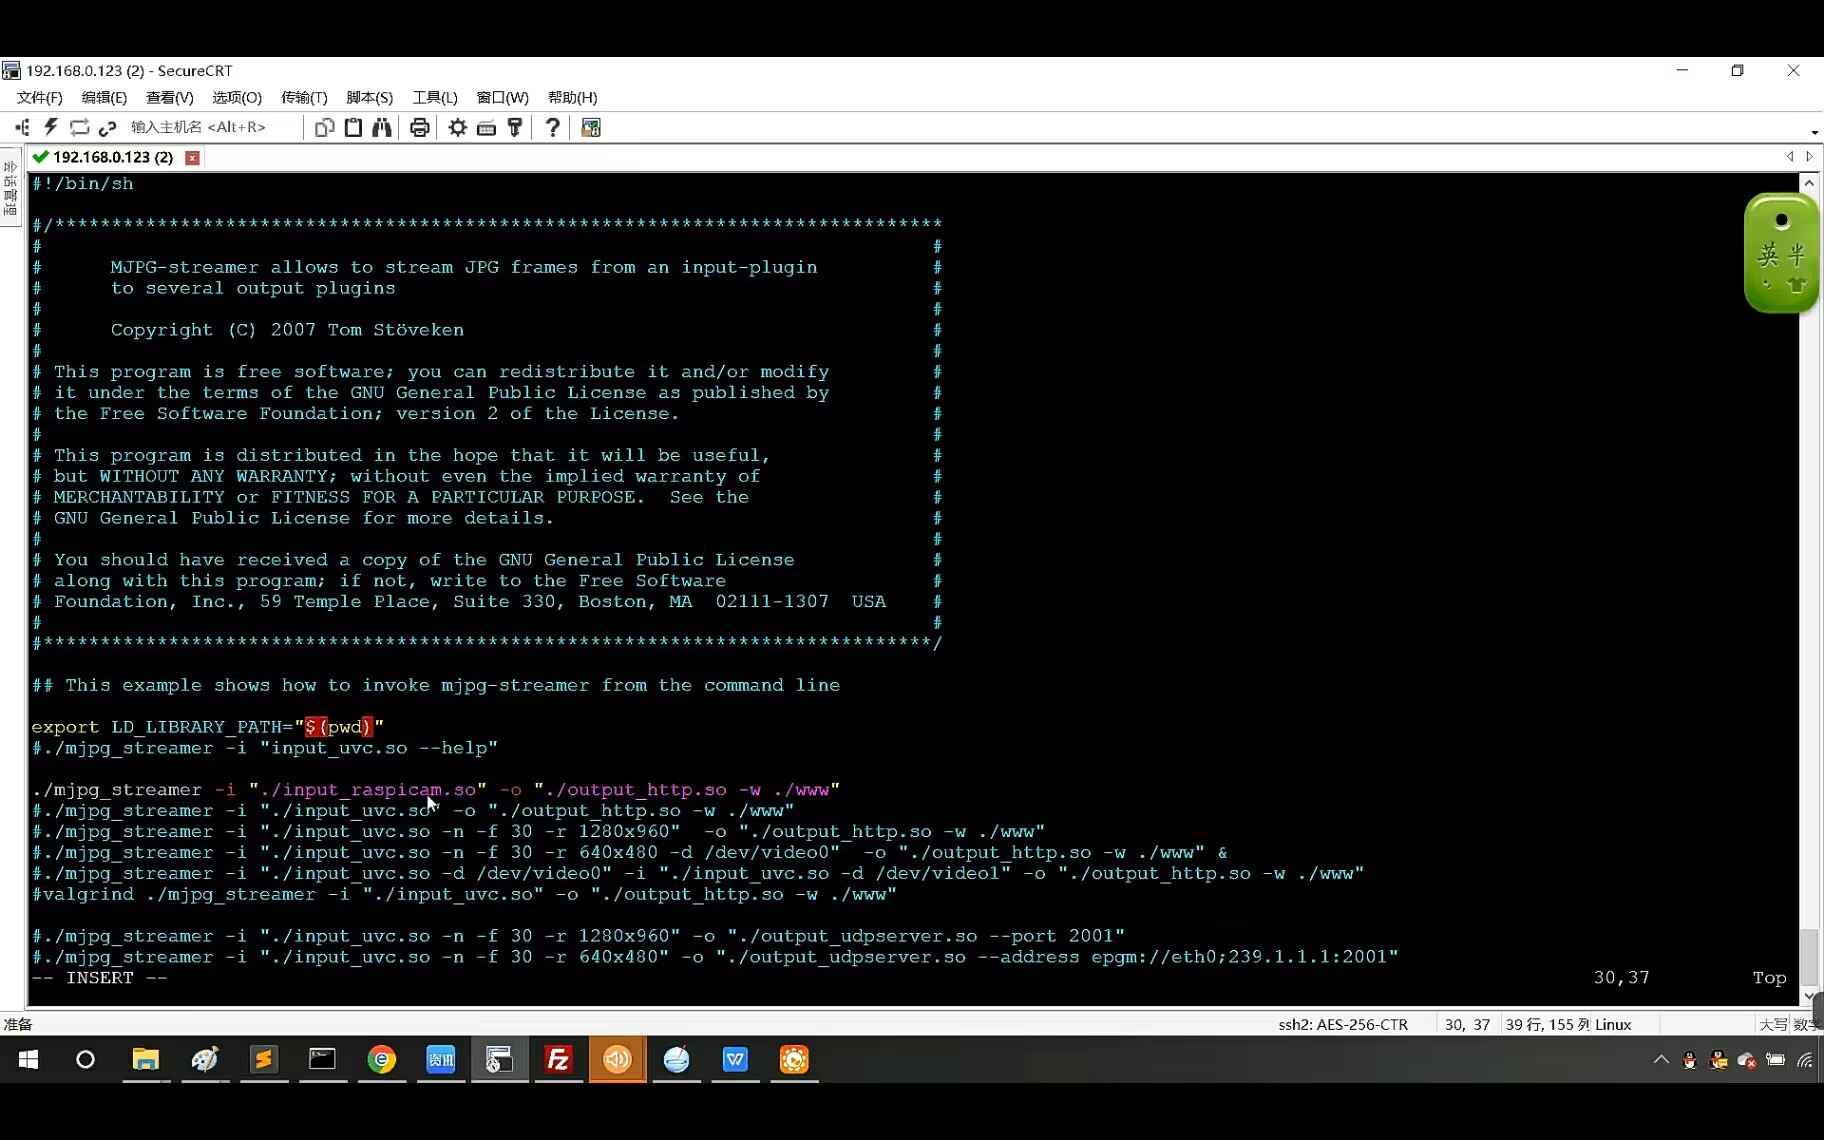 192.168.0.123 (2) - SecureCRT
文件(F) 编辑(E) 查看(V) 选项(O) 传输(T) 脚本(S) 工具(L) 窗口(W) 帮助(H)
输入主机名 <Alt+R>
192.168.0.123 (2)
会话管理
#!/bin/sh
#/******************************************************************************
# #
# MJPG-streamer allows to stream JPG frames from an input-plugin #
# to several output plugins #
# #
# Copyright (C) 2007 Tom Stöveken #
# #
# This program is free software; you can redistribute it and/or modify #
# it under the terms of the GNU General Public License as published by #
# the Free Software Foundation; version 2 of the License. #
# #
# This program is distributed in the hope that it will be useful, #
# but WITHOUT ANY WARRANTY; without even the implied warranty of #
# MERCHANTABILITY or FITNESS FOR A PARTICULAR PURPOSE. See the #
# GNU General Public License for more details. #
# #
# You should have received a copy of the GNU General Public License #
# along with this program; if not, write to the Free Software #
# Foundation, Inc., 59 Temple Place, Suite 330, Boston, MA 02111-1307 USA #
# #
#******************************************************************************/
## This example shows how to invoke mjpg-streamer from the command line
export LD_LIBRARY_PATH="$(pwd)"
#./mjpg_streamer -i "input_uvc.so --help"
./mjpg_streamer -i "./input_raspicam.so" -o "./output_http.so -w ./www"
#./mjpg_streamer -i "./input_uvc.so" -o "./output_http.so -w ./www"
#./mjpg_streamer -i "./input_uvc.so -n -f 30 -r 1280x960" -o "./output_http.so -w ./www"
#./mjpg_streamer -i "./input_uvc.so -n -f 30 -r 640x480 -d /dev/video0" -o "./output_http.so -w ./www" &
#./mjpg_streamer -i "./input_uvc.so -d /dev/video0" -i "./input_uvc.so -d /dev/video1" -o "./output_http.so -w ./www"
#valgrind ./mjpg_streamer -i "./input_uvc.so" -o "./output_http.so -w ./www"
#./mjpg_streamer -i "./input_uvc.so -n -f 30 -r 1280x960" -o "./output_udpserver.so --port 2001"
#./mjpg_streamer -i "./input_uvc.so -n -f 30 -r 640x480" -o "./output_udpserver.so --address epgm://eth0;239.1.1.1:2001"
-- INSERT -- 30,37 Top
英 半
准备 ssh2: AES-256-CTR 30, 37 39 行, 155 列 Linux 大写 数字
资讯